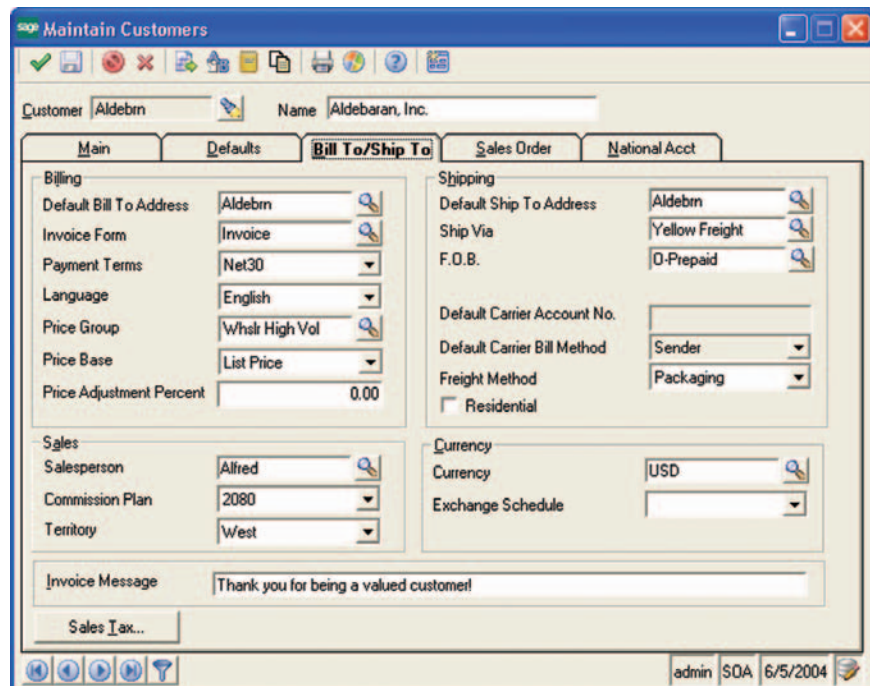 sage Maintain Customers
Customer Aldebrn Name Aldebaran, Inc.
Main Defaults Bill To/Ship To Sales Order National Acct
Billing
Default Bill To Address Aldebrn
Invoice Form Invoice
Payment Terms Net30
Language English
Price Group Whslr High Vol
Price Base List Price
Price Adjustment Percent 0.00
Shipping
Default Ship To Address Aldebrn
Ship Via Yellow Freight
F.O.B. O-Prepaid
Default Carrier Account No.
Default Carrier Bill Method Sender
Freight Method Packaging
Residential
Sales
Salesperson Alfred
Commission Plan 2080
Territory West
Currency
Currency USD
Exchange Schedule
Invoice Message Thank you for being a valued customer!
Sales Tax...
admin SOA 6/5/2004